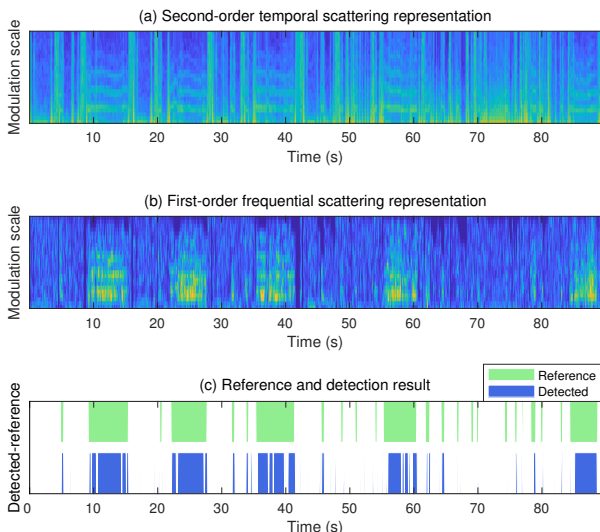 (a) Second-order temporal scattering representation
Modulation scale
10 20 30 40 50 60 70 80
Time (s)
(b) First-order frequential scattering representation
Modulation scale
10 20 30 40 50 60 70 80
Time (s)
(c) Reference and detection result
Reference
Detected
Detected-reference
0 10 20 30 40 50 60 70 80
Time (s)